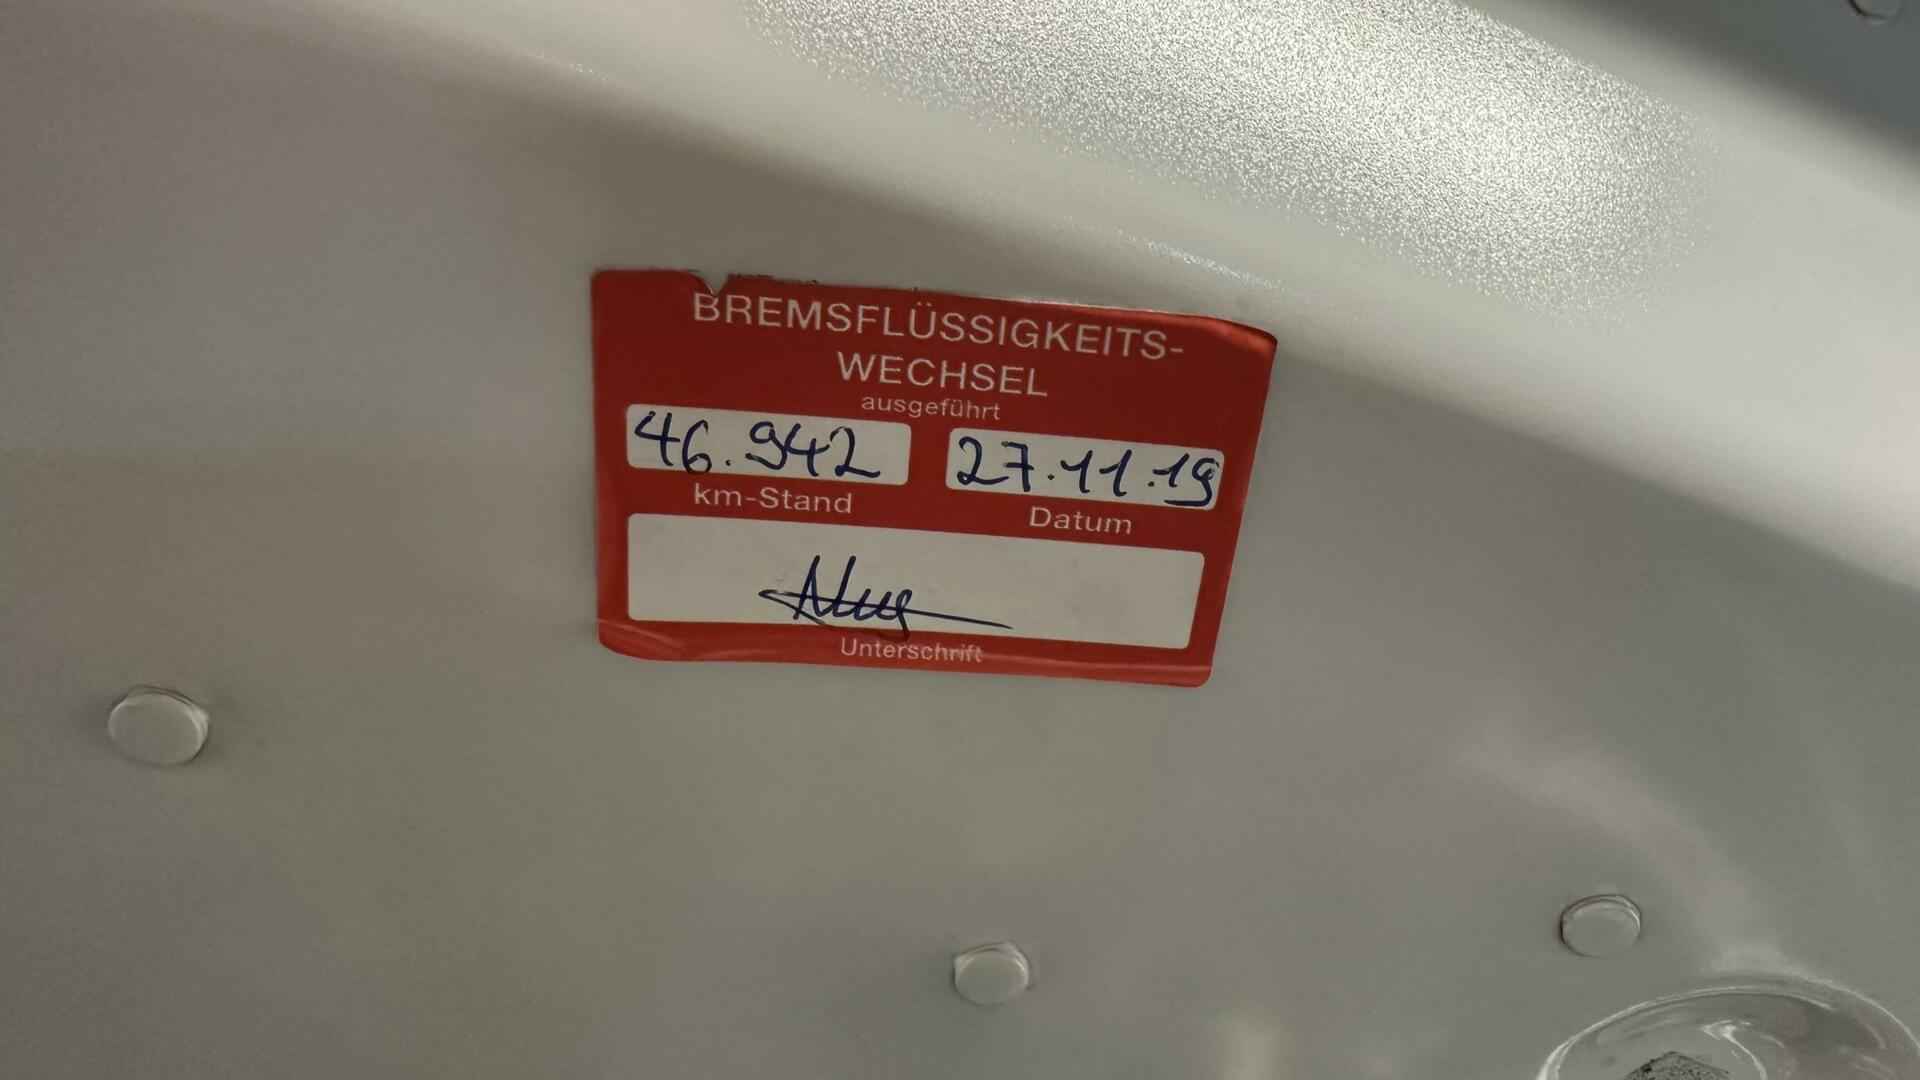 BREMSFLÜSSIGKEITS-
WECHSEL
ausgeführt
46.942 27.11.19
km-Stand Datum
Unterschrift